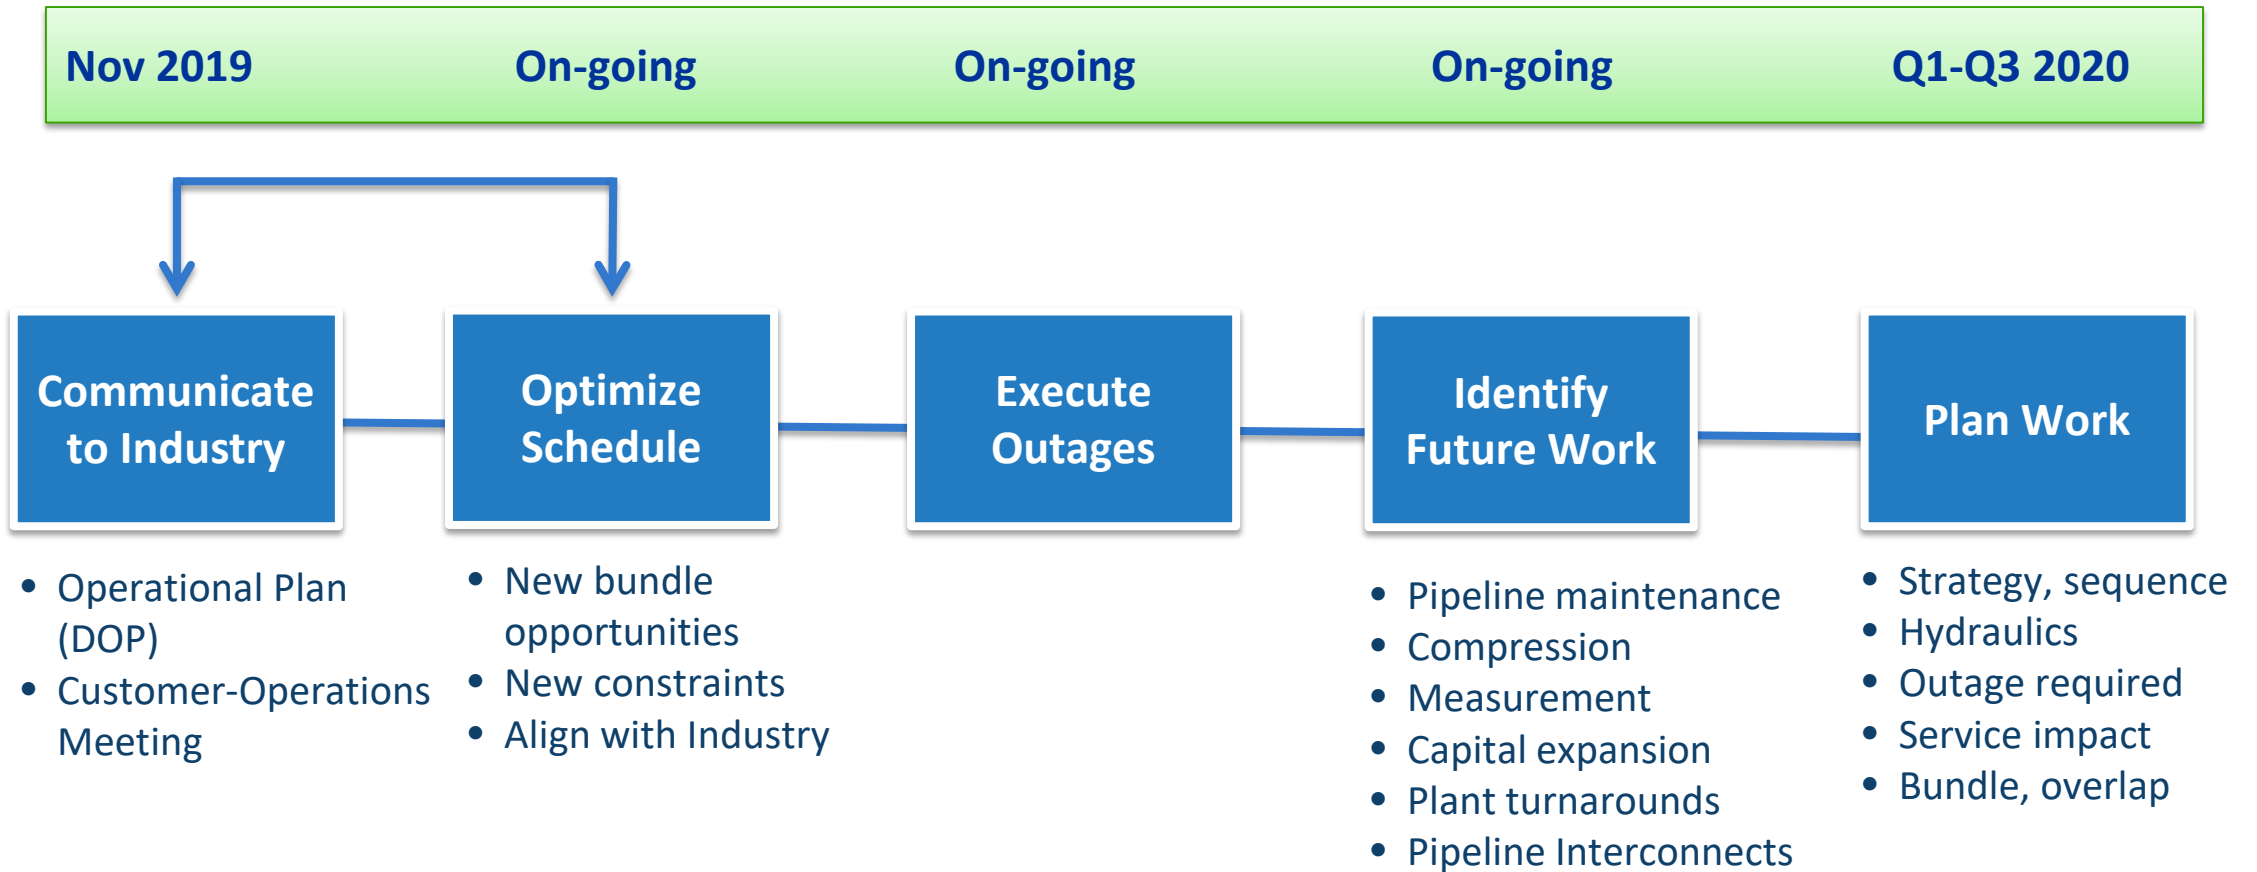 Nov 2019
On-going
On-going
On-going
Q1-Q3 2020
Communicate
to Industry
Optimize
Schedule
Execute
Outages
Identify
Future Work
Plan Work
• Operational Plan
(DOP)
• Customer-Operations
Meeting
• New bundle
opportunities
• New constraints
• Align with Industry
• Pipeline maintenance
• Compression
• Measurement
• Capital expansion
• Plant turnarounds
• Pipeline Interconnects
• Strategy, sequence
• Hydraulics
• Outage required
• Service impact
• Bundle, overlap